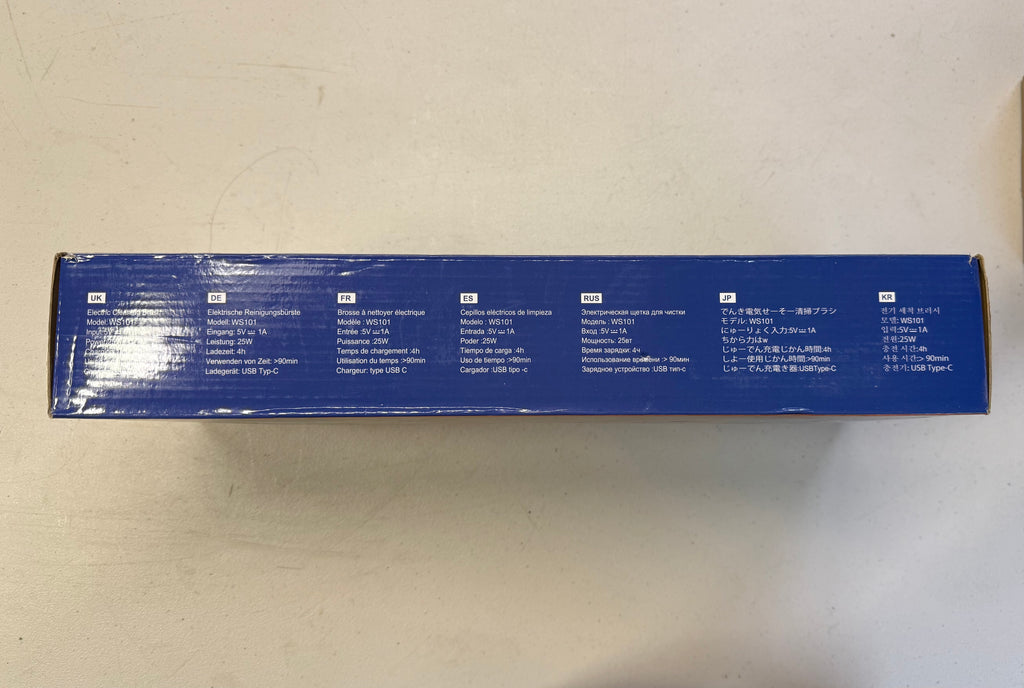 UK
Electric Cleaning Brush
Model: WS101
DE
Elektrische Reinigungsbürste
Model: WS101
Eingang: 5V⎓ 1A
Leistung: 25W
Ladezeit: 4h
Verwenden von Zeit: >90min
Ladegerät: USB Typ-C
FR
Brosse à nettoyer électrique
Modèle : WS101
Entrée :5V⎓1A
Puissance :25W
Temps de chargement :4h
Utilisation du temps :>90min
Chargeur: type USB C
ES
Cepillos eléctricos de limpieza
Modelo : WS101
Entrada :5V⎓1A
Poder :25W
Tiempo de carga :4h
Uso de tiempo :>90min
Cargador :USB tipo -c
RUS
Электрическая щетка для чистки
Модель : WS101
Вход :5V⎓1A
Мощность: 25вт
Время зарядки: 4ч
Использование времени :> 90мин
Зарядное устройство :USB тип-с
JP
でんき電気せーそー清掃ブラシ
モデル: WS101
にゅーりょく入力:5V⎓1A
ちから力はw
じゅーでん充電じかん時間:4h
しよー使用じかん時間:>90min
じゅーでん充電き器:USBType-C
KR
전기 세척 브러시
모델: WS101
입력:5V⎓1A
전원:25W
충전 시간:4h
사용 시간:> 90min
충전기: USB Type-C